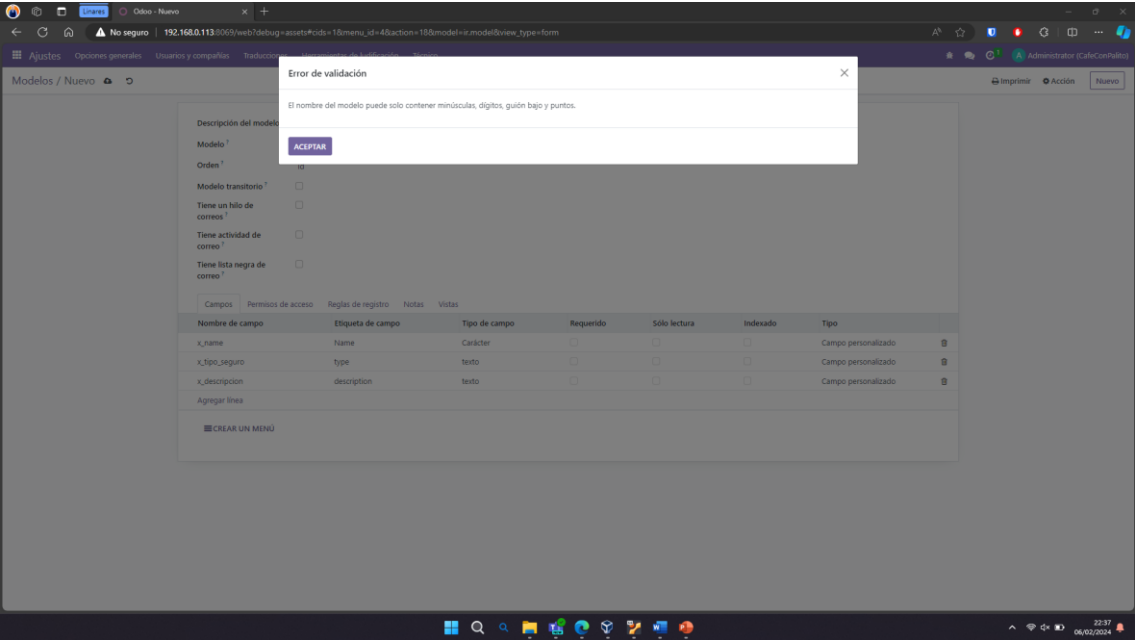 Linares
Odoo - Nuevo
No seguro | 192.168.0.113:8069/web?debug=assets#cids=1&menu_id=4&action=18&model=ir.model&view_type=form
Ajustes Opciones generales Usuarios y compañías Traducciones Herramientas de ludificación Técnico
3 A Administrator (CafeConPalito)
Modelos / Nuevo
Imprimir Acción Nuevo
Error de validación
El nombre del modelo puede solo contener minúsculas, dígitos, guión bajo y puntos.
ACEPTAR
Descripción del modelo
Modelo ?
Orden ? id
Modelo transitorio ?
Tiene un hilo de
correos ?
Tiene actividad de
correo ?
Tiene lista negra de
correo ?
Campos Permisos de acceso Reglas de registro Notas Vistas
Nombre de campo Etiqueta de campo Tipo de campo Requerido Sólo lectura Indexado Tipo
x_name Name Carácter Campo personalizado
x_tipo_seguro type texto Campo personalizado
x_descripcion description texto Campo personalizado
Agregar línea
CREAR UN MENÚ
22:37
06/02/2024